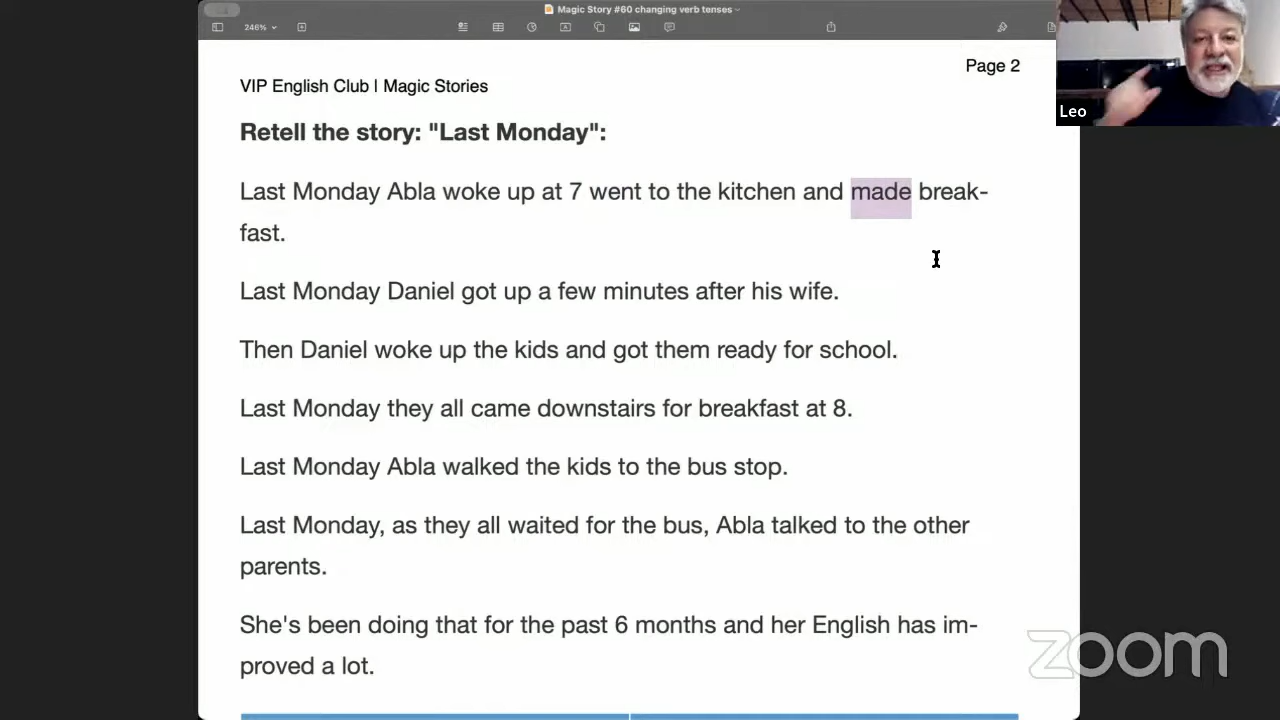 Magic Story #60 changing verb tenses
246%
Page 2
VIP English Club | Magic Stories
Leo
Retell the story: "Last Monday":
Last Monday Abla woke up at 7 went to the kitchen and made break-
fast.
Last Monday Daniel got up a few minutes after his wife.
Then Daniel woke up the kids and got them ready for school.
Last Monday they all came downstairs for breakfast at 8.
Last Monday Abla walked the kids to the bus stop.
Last Monday, as they all waited for the bus, Abla talked to the other
parents.
She's been doing that for the past 6 months and her English has im-
proved a lot.
zoom